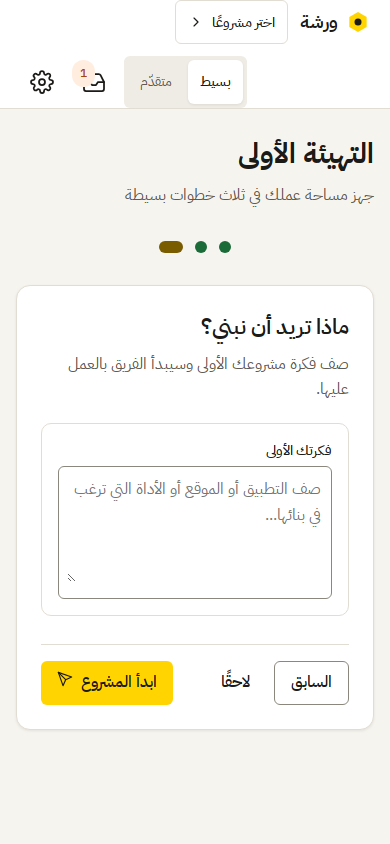 ورشة
اختر مشروعًا
بسيط
متقدّم
1
التهيئة الأولى
جهز مساحة عملك في ثلاث خطوات بسيطة
ماذا تريد أن نبني؟
صف فكرة مشروعك الأولى وسيبدأ الفريق بالعمل
عليها.
فكرتك الأولى
صف التطبيق أو الموقع أو الأداة التي ترغب
في بنائها...
السابق
لاحقًا
ابدأ المشروع